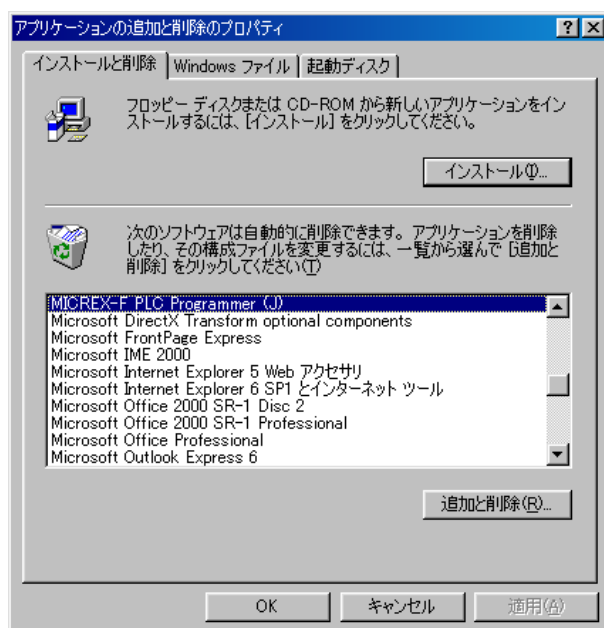 アプリケーションの追加と削除のプロパティ
インストールと削除
Windows ファイル
起動ディスク
フロッピー ディスクまたは CD-ROM から新しいアプリケーションをイン
ストールするには、[インストール] をクリックしてください。
インストール(I)...
次のソフトウェアは自動的に削除できます。アプリケーションを削除
したり、その構成ファイルを変更するには、一覧から選んで [追加と
削除] をクリックしてください(T)
MICREX-F PLC Programmer (J)
Microsoft DirectX Transform optional components
Microsoft FrontPage Express
Microsoft IME 2000
Microsoft Internet Explorer 5 Web アクセサリ
Microsoft Internet Explorer 6 SP1 とインターネット ツール
Microsoft Office 2000 SR-1 Disc 2
Microsoft Office 2000 SR-1 Professional
Microsoft Office Professional
Microsoft Outlook Express 6
追加と削除(R)...
OK
キャンセル
適用(A)